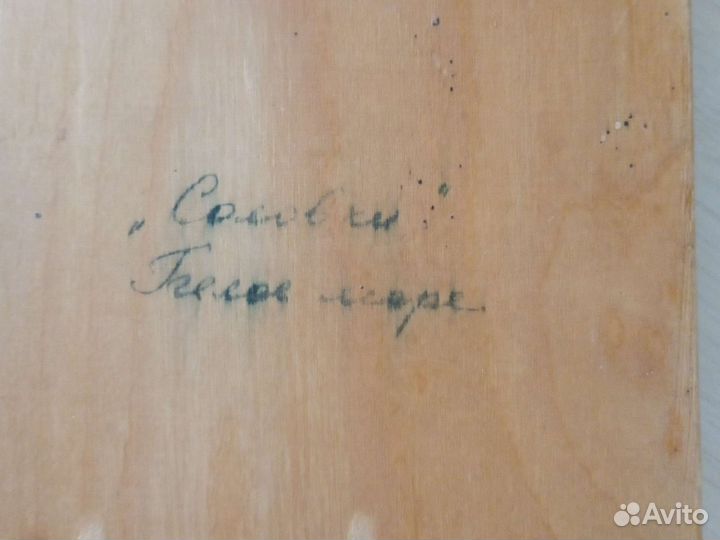 „Соловки"
Белое море
Avito